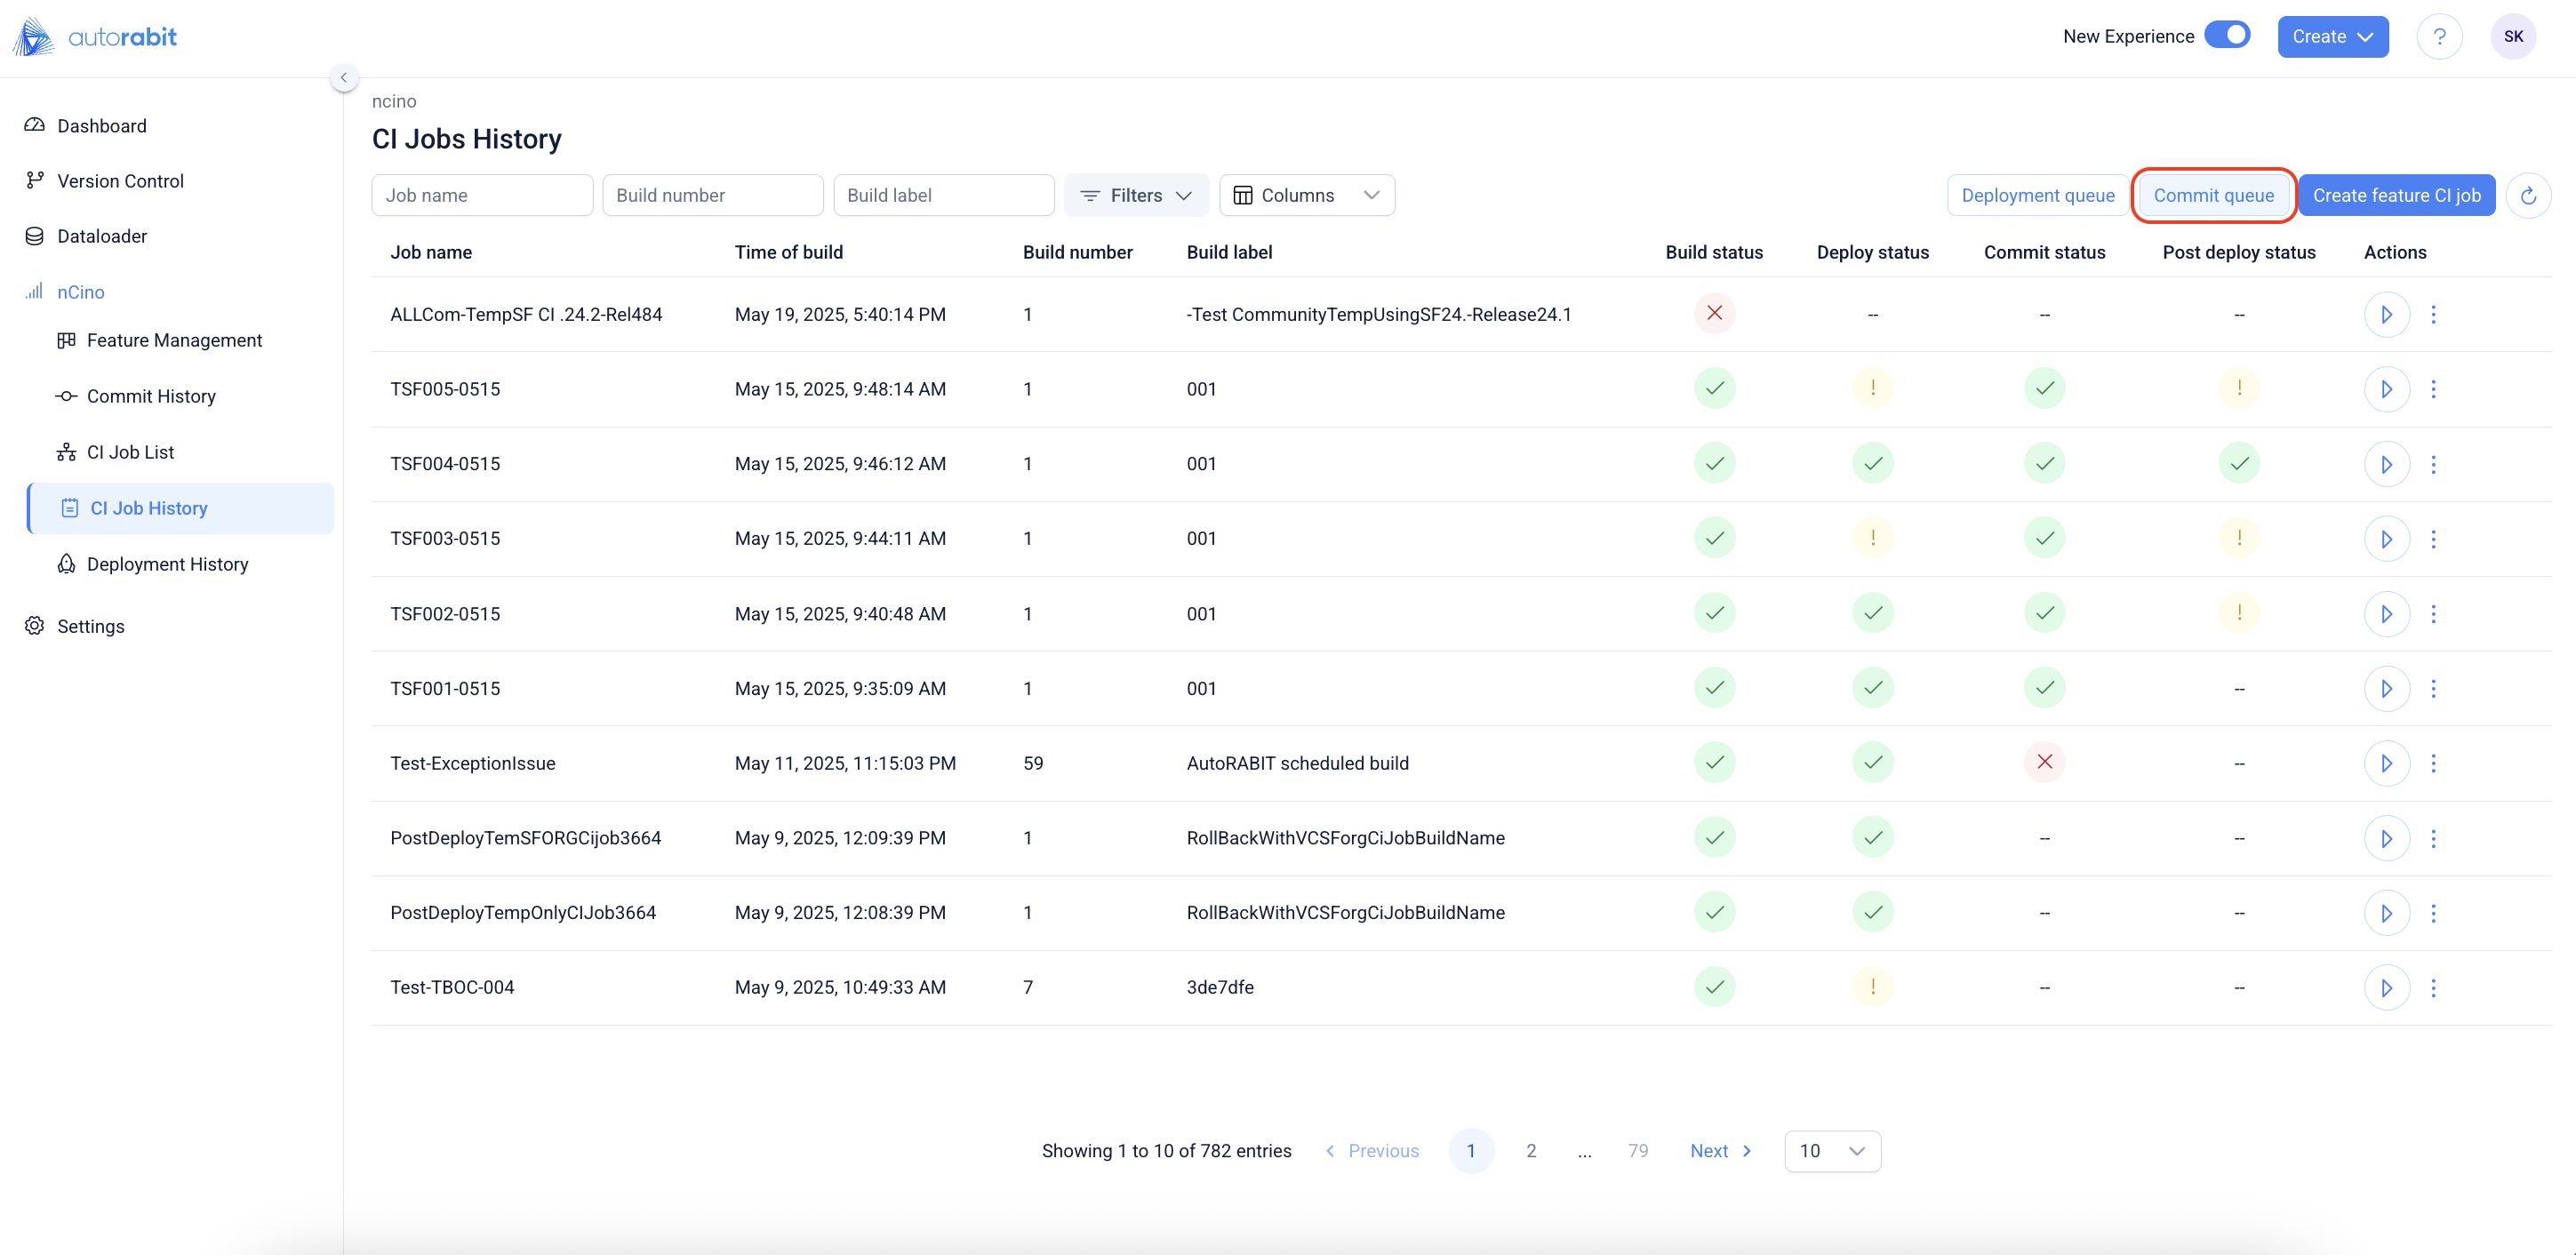 autorabit
New Experience Create ? SK
Dashboard
Version Control
Dataloader
nCino
Feature Management
Commit History
CI Job List
CI Job History
Deployment History
Settings
ncino
CI Jobs History
Job name Build number Build label Filters Columns Deployment queue Commit queue Create feature CI job
Job name Time of build Build number Build label Build status Deploy status Commit status Post deploy status Actions
ALLCom-TempSF CI .24.2-Rel484 May 19, 2025, 5:40:14 PM 1 -Test CommunityTempUsingSF24.-Release24.1 -- -- --
TSF005-0515 May 15, 2025, 9:48:14 AM 1 001 ! !
TSF004-0515 May 15, 2025, 9:46:12 AM 1 001
TSF003-0515 May 15, 2025, 9:44:11 AM 1 001 ! !
TSF002-0515 May 15, 2025, 9:40:48 AM 1 001 !
TSF001-0515 May 15, 2025, 9:35:09 AM 1 001 --
Test-ExceptionIssue May 11, 2025, 11:15:03 PM 59 AutoRABIT scheduled build --
PostDeployTemSFORGCijob3664 May 9, 2025, 12:09:39 PM 1 RollBackWithVCSForgCiJobBuildName -- --
PostDeployTempOnlyCIJob3664 May 9, 2025, 12:08:39 PM 1 RollBackWithVCSForgCiJobBuildName -- --
Test-TBOC-004 May 9, 2025, 10:49:33 AM 7 3de7dfe ! -- --
Showing 1 to 10 of 782 entries Previous 1 2 ... 79 Next 10